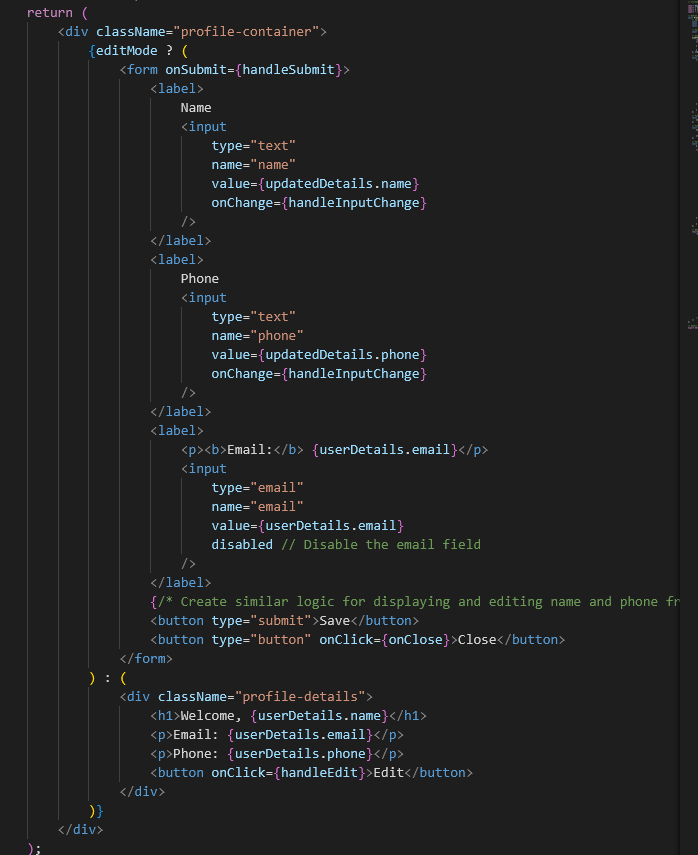 return (
<div className="profile-container">
{editMode ? (
<form onSubmit={handleSubmit}>
<label>
Name
<input
type="text"
name="name"
value={updatedDetails.name}
onChange={handleInputChange}
/>
</label>
<label>
Phone
<input
type="text"
name="phone"
value={updatedDetails.phone}
onChange={handleInputChange}
/>
</label>
<label>
<p><b>Email:</b> {userDetails.email}</p>
<input
type="email"
name="email"
value={userDetails.email}
disabled // Disable the email field
/>
</label>
{/* Create similar logic for displaying and editing name and phone fr
<button type="submit">Save</button>
<button type="button" onClick={onClose}>Close</button>
</form>
) : (
<div className="profile-details">
<h1>Welcome, {userDetails.name}</h1>
<p>Email: {userDetails.email}</p>
<p>Phone: {userDetails.phone}</p>
<button onClick={handleEdit}>Edit</button>
</div>
)}
</div>
);